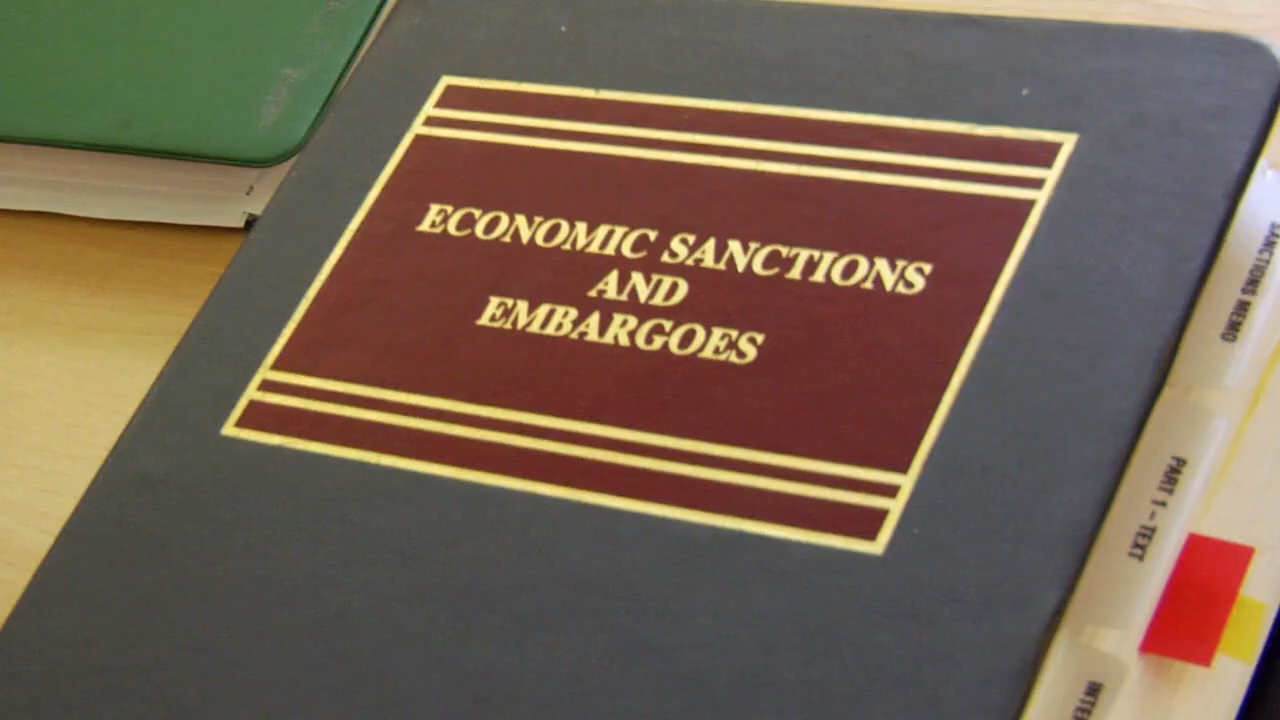 ECONOMIC SANCTIONS
AND
EMBARGOES
SANCTIONS MEMO
PART 1 - TEXT